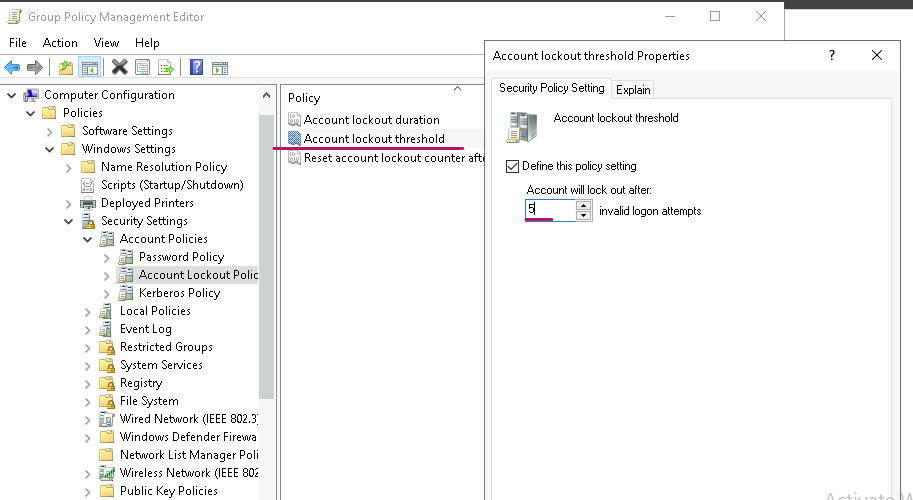 Group Policy Management Editor
File Action View Help
Computer Configuration
Policies
Software Settings
Windows Settings
Name Resolution Policy
Scripts (Startup/Shutdown)
Deployed Printers
Security Settings
Account Policies
Password Policy
Account Lockout Polic
Kerberos Policy
Local Policies
Event Log
Restricted Groups
System Services
Registry
File System
Wired Network (IEEE 802.3)
Windows Defender Firewa
Network List Manager Poli
Wireless Network (IEEE 802
Public Key Policies
Policy
Account lockout duration
Account lockout threshold
Reset account lockout counter afte
Account lockout threshold Properties
Security Policy Setting
Explain
Account lockout threshold
Define this policy setting
Account will lock out after:
5 invalid logon attempts
Activate W